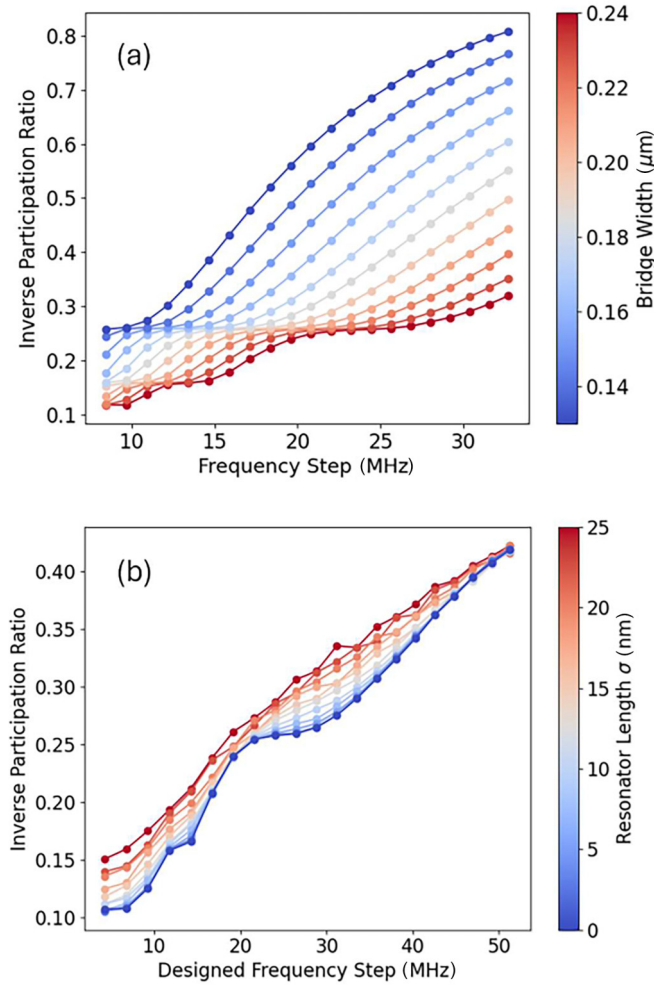 (a)
Inverse Participation Ratio
0.8
0.7
0.6
0.5
0.4
0.3
0.2
0.1
10 15 20 25 30
Frequency Step (MHz)
0.24
0.22
0.20
0.18
0.16
0.14
Bridge Width (μm)
(b)
Inverse Participation Ratio
0.40
0.35
0.30
0.25
0.20
0.15
0.10
10 20 30 40 50
Designed Frequency Step (MHz)
25
20
15
10
5
0
Resonator Length σ (nm)